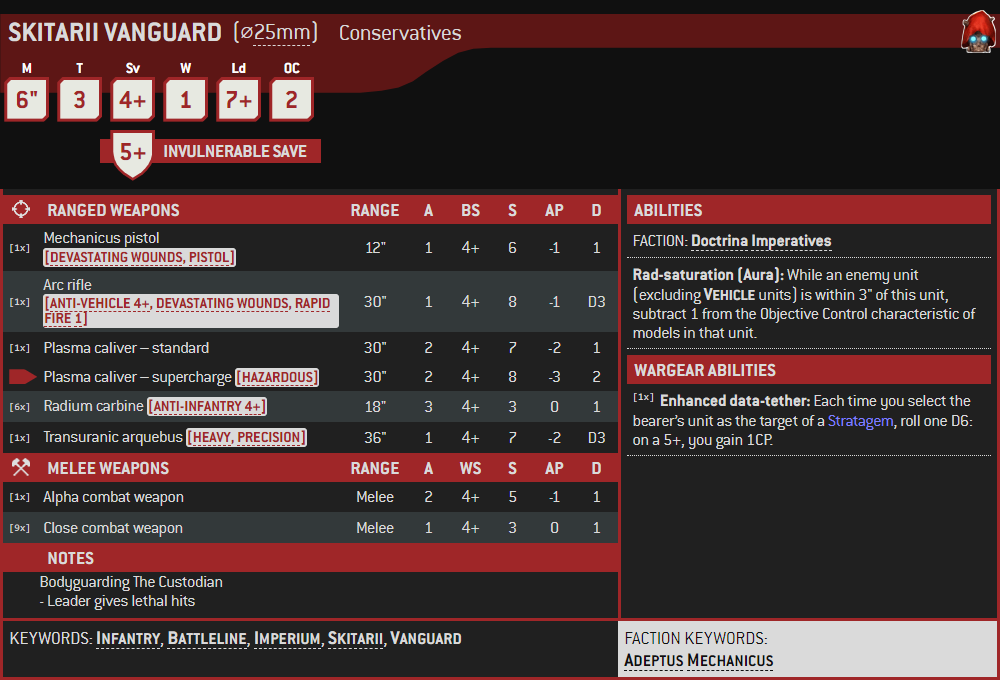 SKITARII VANGUARD (⌀25mm) Conservatives
M T Sv W Ld OC
6" 3 4+ 1 7+ 2
5+ INVULNERABLE SAVE
RANGED WEAPONS RANGE A BS S AP D
[1x] Mechanicus pistol 12" 1 4+ 6 -1 1
[DEVASTATING WOUNDS, PISTOL]
[1x] Arc rifle 30" 1 4+ 8 -1 D3
[ANTI-VEHICLE 4+, DEVASTATING WOUNDS, RAPID
FIRE 1]
[1x] Plasma caliver – standard 30" 2 4+ 7 -2 1
Plasma caliver – supercharge [HAZARDOUS] 30" 2 4+ 8 -3 2
[6x] Radium carbine [ANTI-INFANTRY 4+] 18" 3 4+ 3 0 1
[1x] Transuranic arquebus [HEAVY, PRECISION] 36" 1 4+ 7 -2 D3
MELEE WEAPONS RANGE A WS S AP D
[1x] Alpha combat weapon Melee 2 4+ 5 -1 1
[9x] Close combat weapon Melee 1 4+ 3 0 1
NOTES
Bodyguarding The Custodian
- Leader gives lethal hits
ABILITIES
FACTION: Doctrina Imperatives
Rad-saturation (Aura): While an enemy unit
(excluding VEHICLE units) is within 3" of this unit,
subtract 1 from the Objective Control characteristic of
models in that unit.
WARGEAR ABILITIES
[1x] Enhanced data-tether: Each time you select the
bearer's unit as the target of a Stratagem, roll one D6:
on a 5+, you gain 1CP.
KEYWORDS: INFANTRY, BATTLELINE, IMPERIUM, SKITARII, VANGUARD
FACTION KEYWORDS:
ADEPTUS MECHANICUS